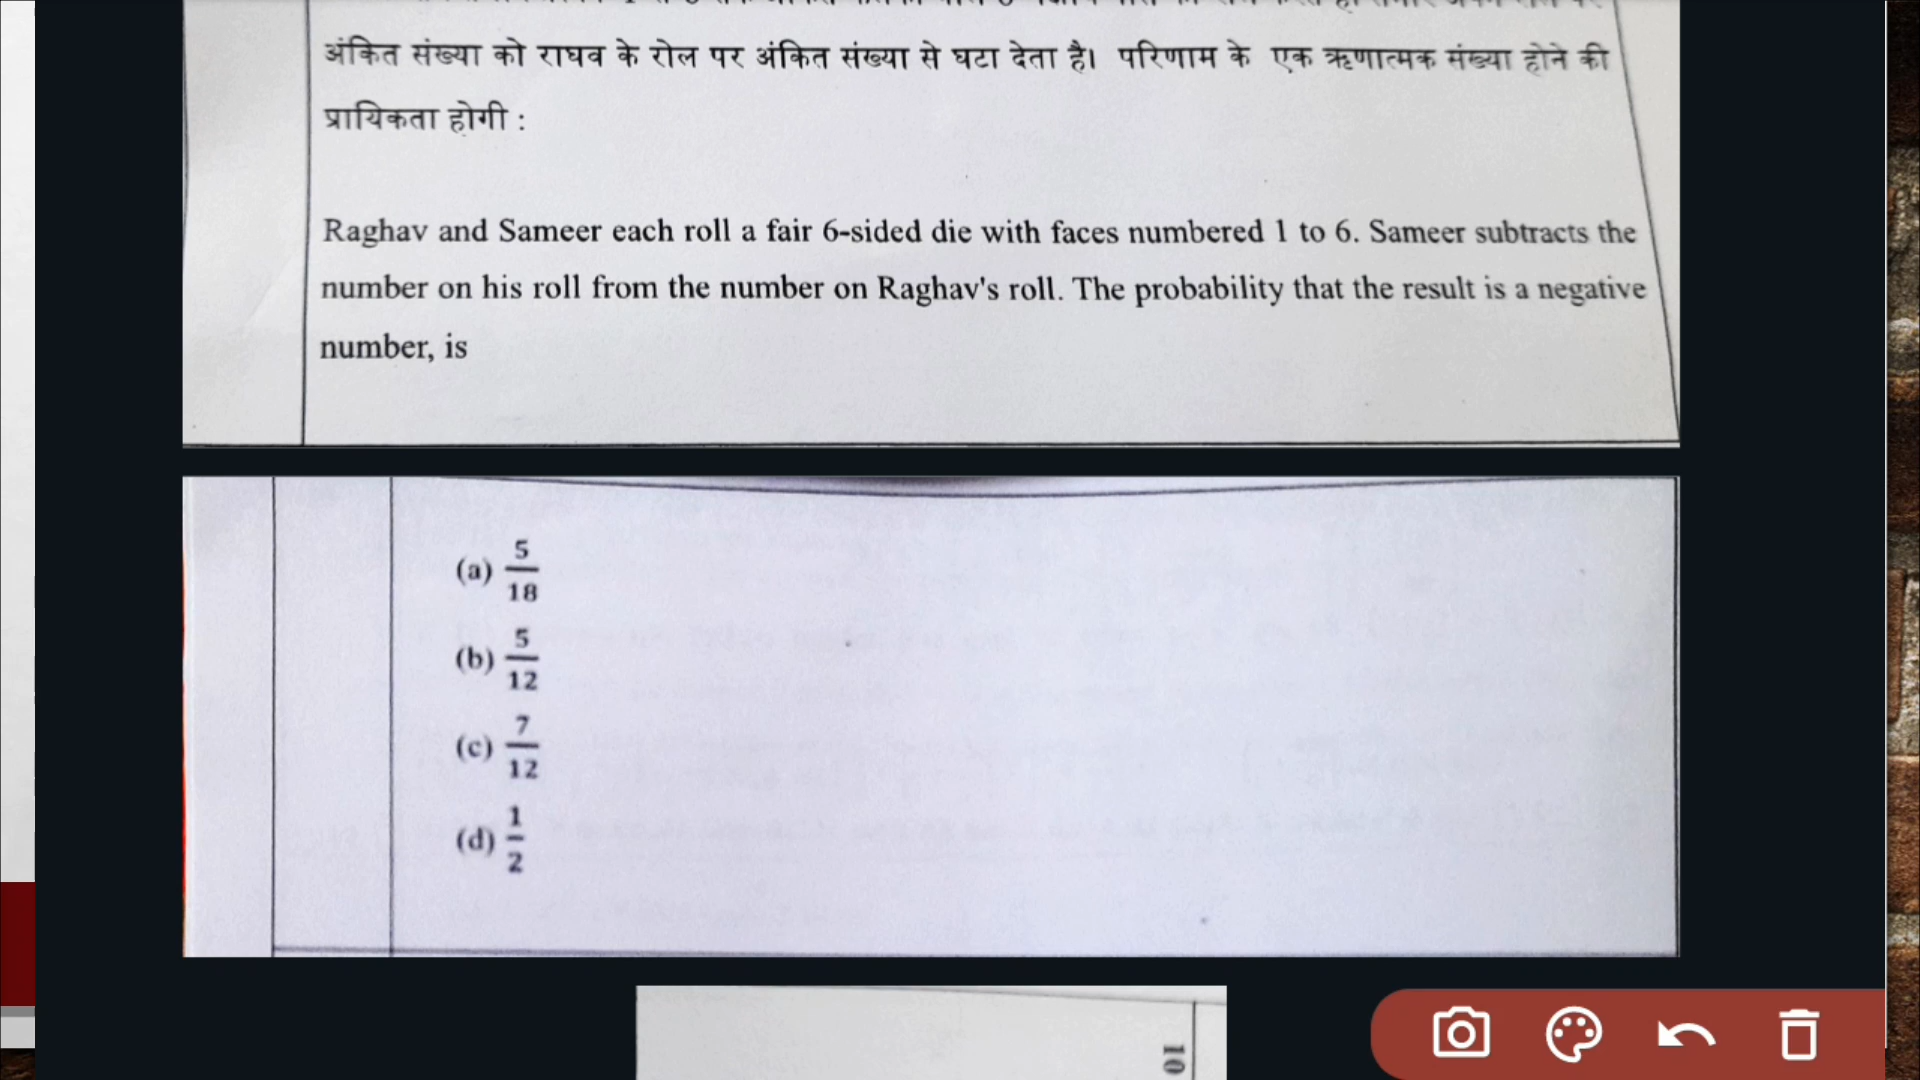 अंकित संख्या को राघव के रोल पर अंकित संख्या से घटा देता है। परिणाम के एक ऋणात्मक संख्या होने की
प्रायिकता होगी :
Raghav and Sameer each roll a fair 6-sided die with faces numbered 1 to 6. Sameer subtracts the
number on his roll from the number on Raghav's roll. The probability that the result is a negative
number, is
(a) 5/18
(b) 5/12
(c) 7/12
(d) 1/2
10